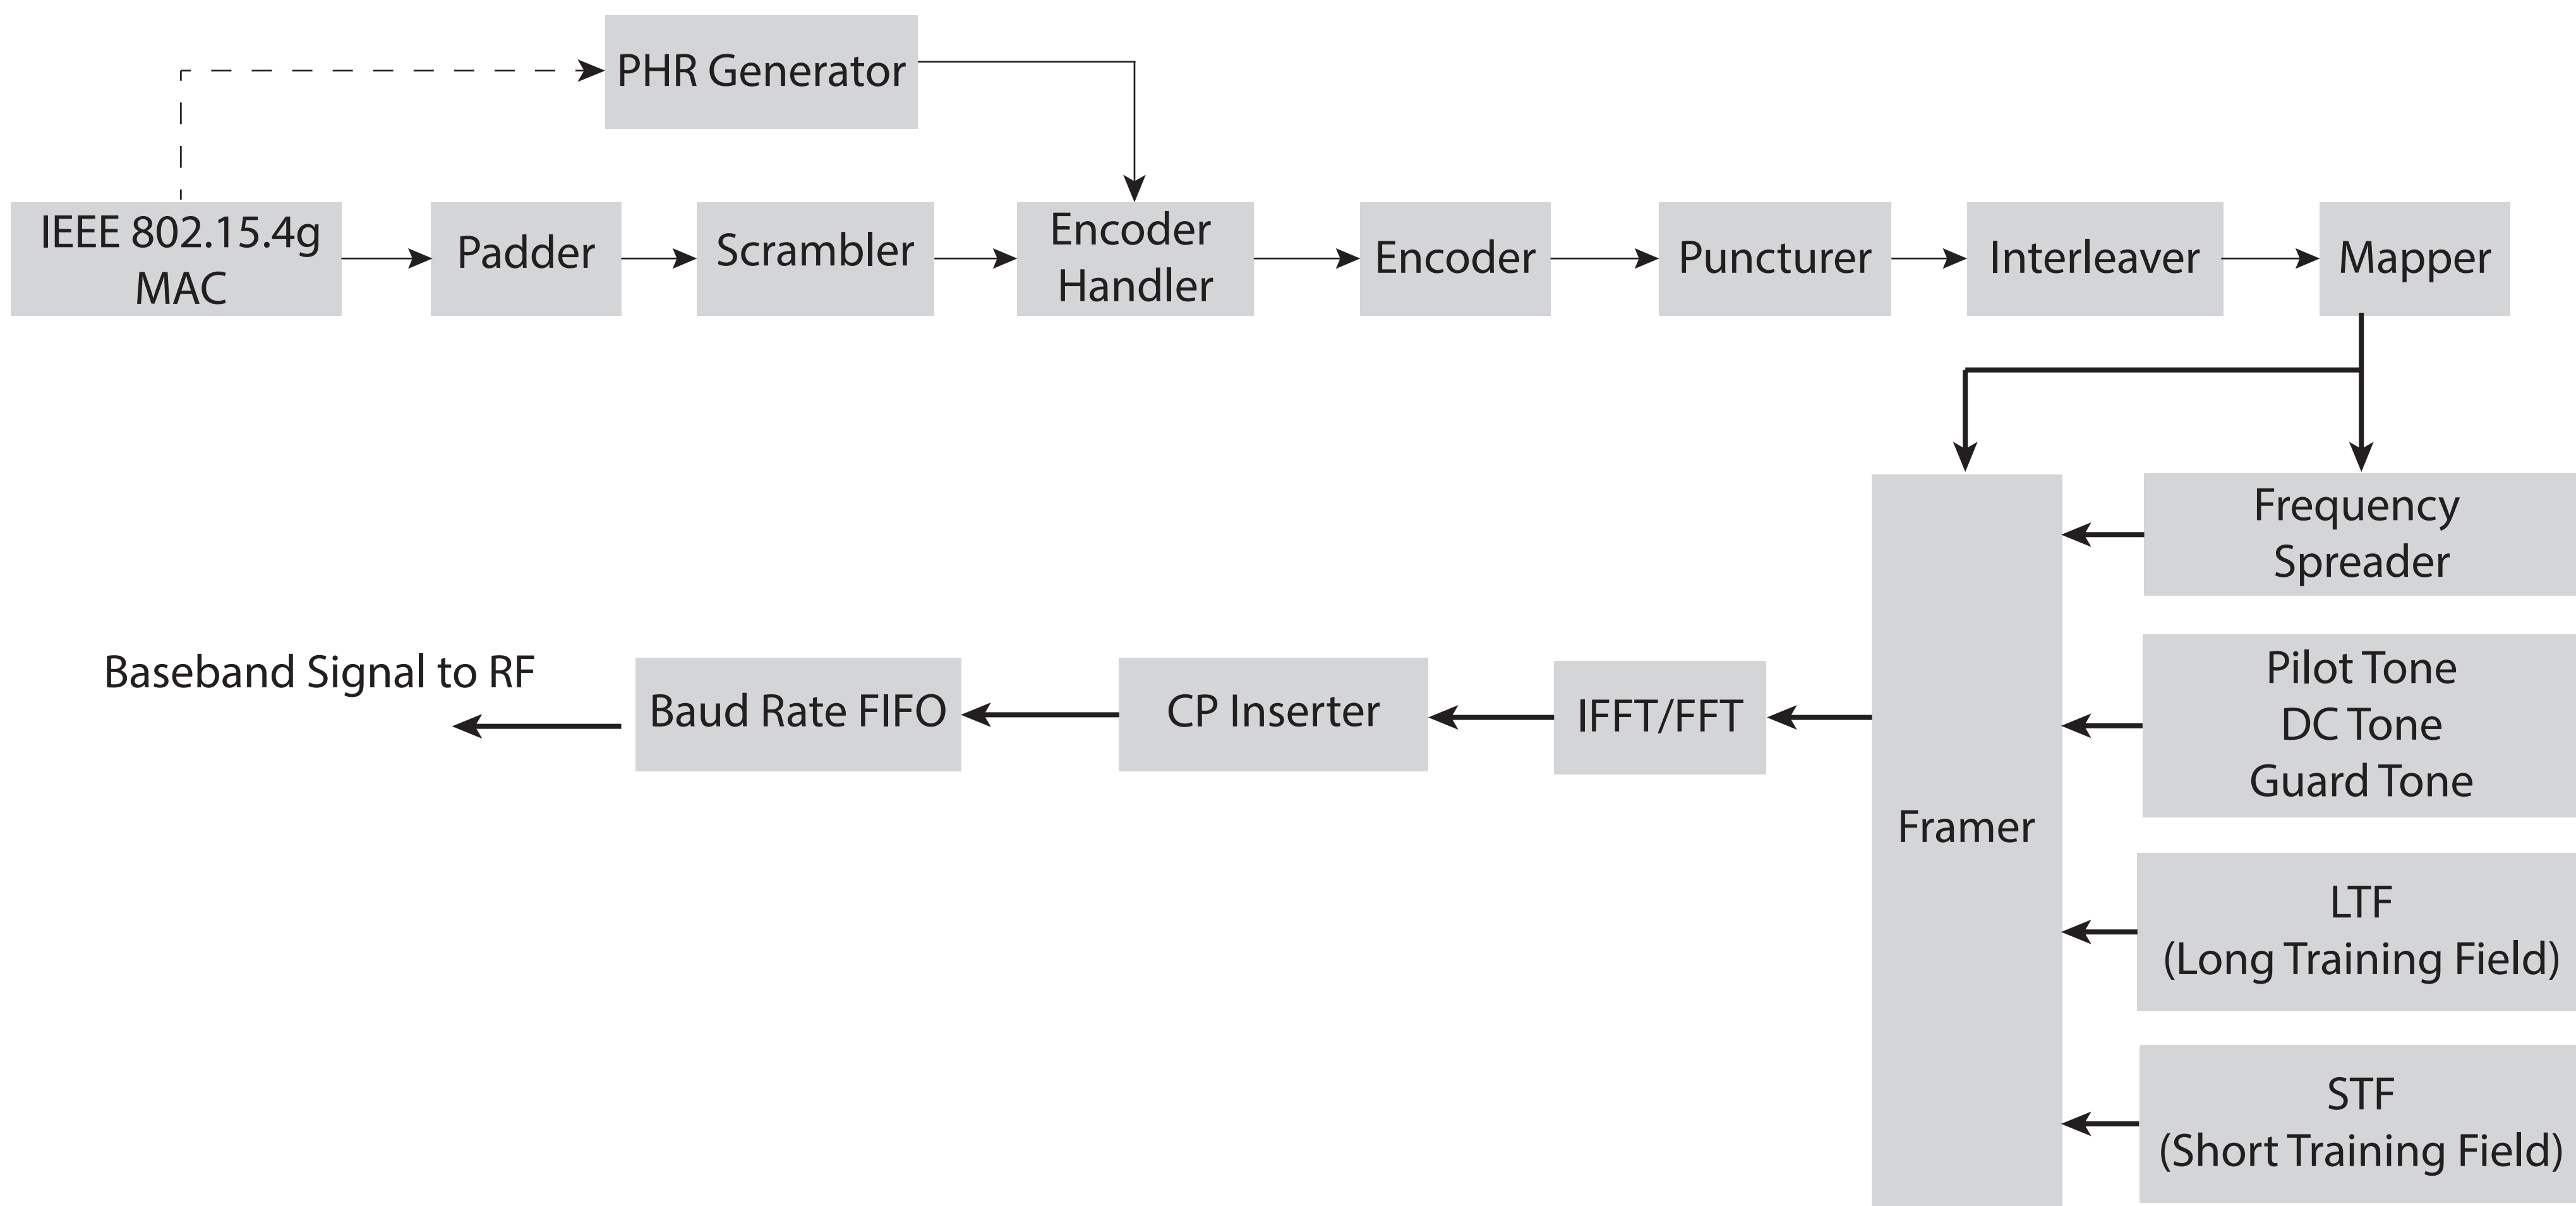 PHR Generator
IEEE 802.15.4g
MAC
Padder
Scrambler
Encoder
Handler
Encoder
Puncturer
Interleaver
Mapper
Frequency
Spreader
Baseband Signal to RF
Baud Rate FIFO
CP Inserter
IFFT/FFT
Framer
Pilot Tone
DC Tone
Guard Tone
LTF
(Long Training Field)
STF
(Short Training Field)